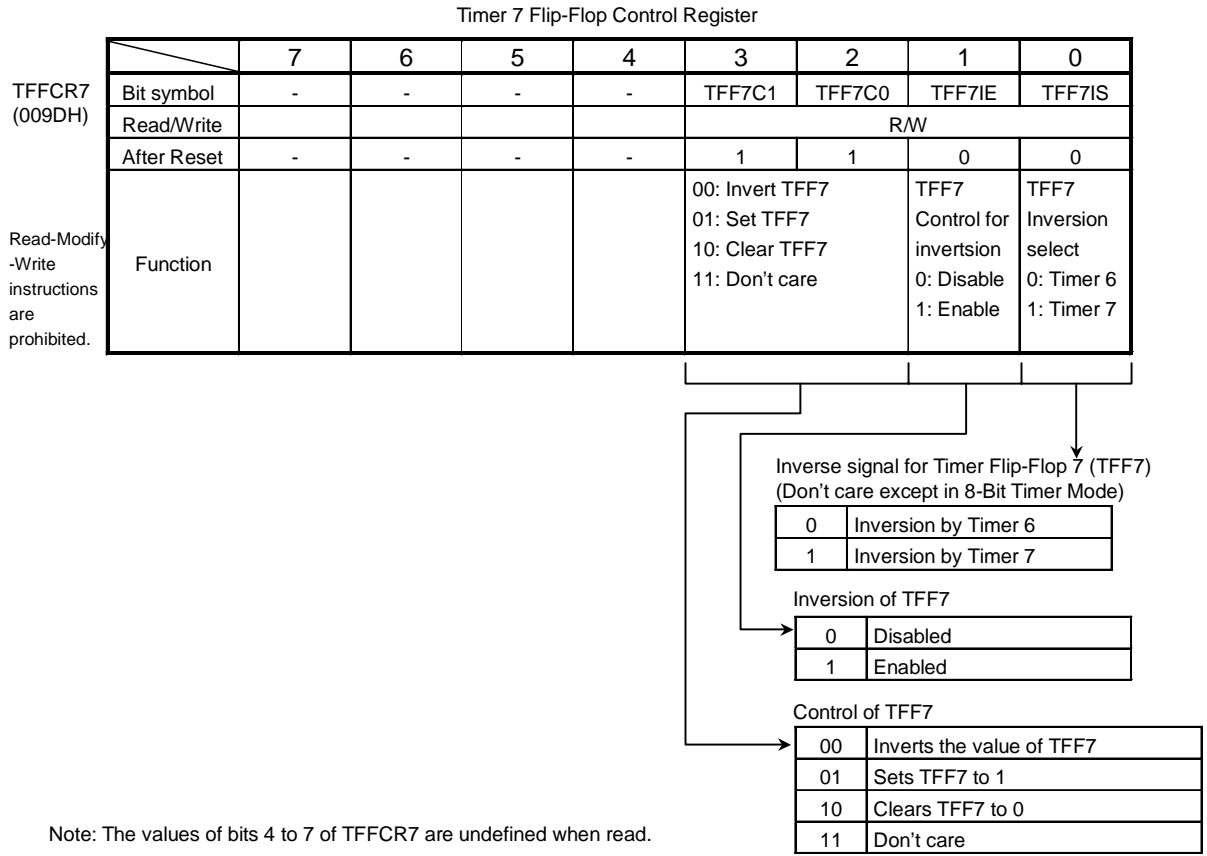 Timer 7 Flip-Flop Control Register
7 6 5 4 3 2 1 0
TFFCR7
(009DH)
Bit symbol - - - - TFF7C1 TFF7C0 TFF7IE TFF7IS
Read/Write R/W
After Reset - - - - 1 1 0 0
Read-Modify
-Write
instructions
are
prohibited.
Function
00: Invert TFF7
01: Set TFF7
10: Clear TFF7
11: Don't care
TFF7
Control for
invertsion
0: Disable
1: Enable
TFF7
Inversion
select
0: Timer 6
1: Timer 7
Inverse signal for Timer Flip-Flop 7 (TFF7)
(Don't care except in 8-Bit Timer Mode)
0 Inversion by Timer 6
1 Inversion by Timer 7
Inversion of TFF7
0 Disabled
1 Enabled
Control of TFF7
00 Inverts the value of TFF7
01 Sets TFF7 to 1
10 Clears TFF7 to 0
11 Don't care
Note: The values of bits 4 to 7 of TFFCR7 are undefined when read.